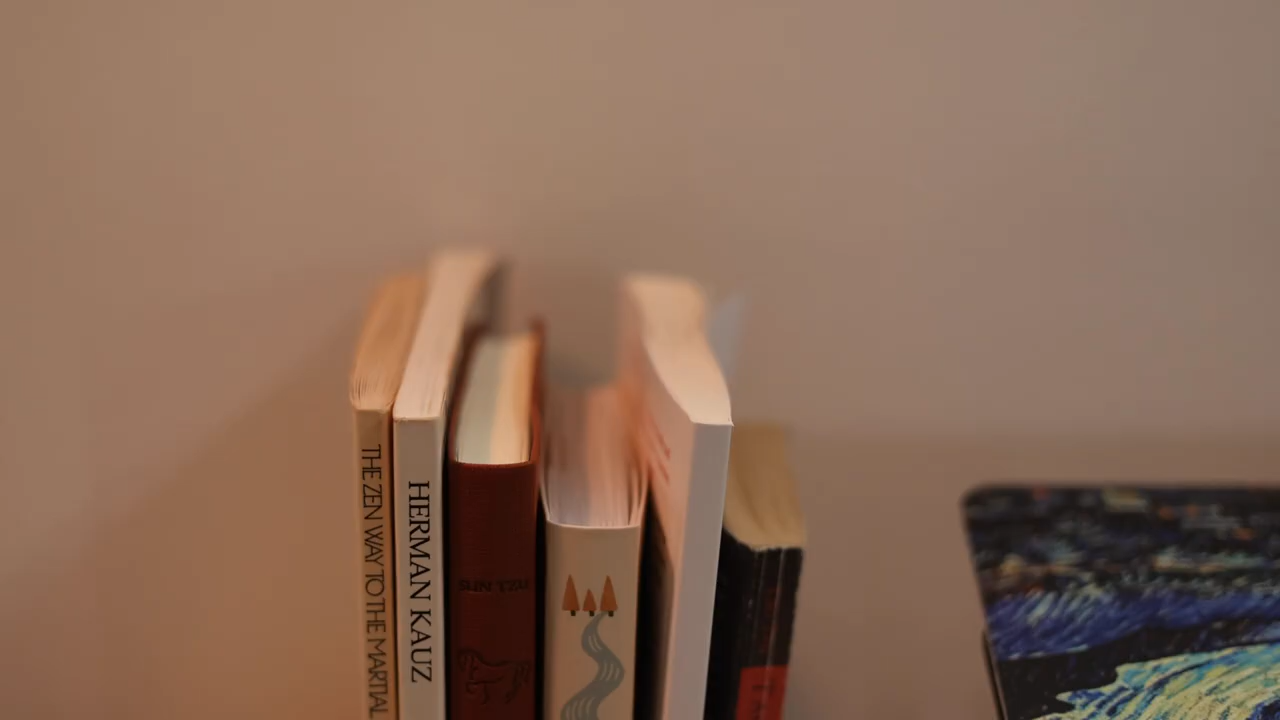 THE ZEN WAY TO THE MARTIAL
HERMAN KAUZ
SUN TZU